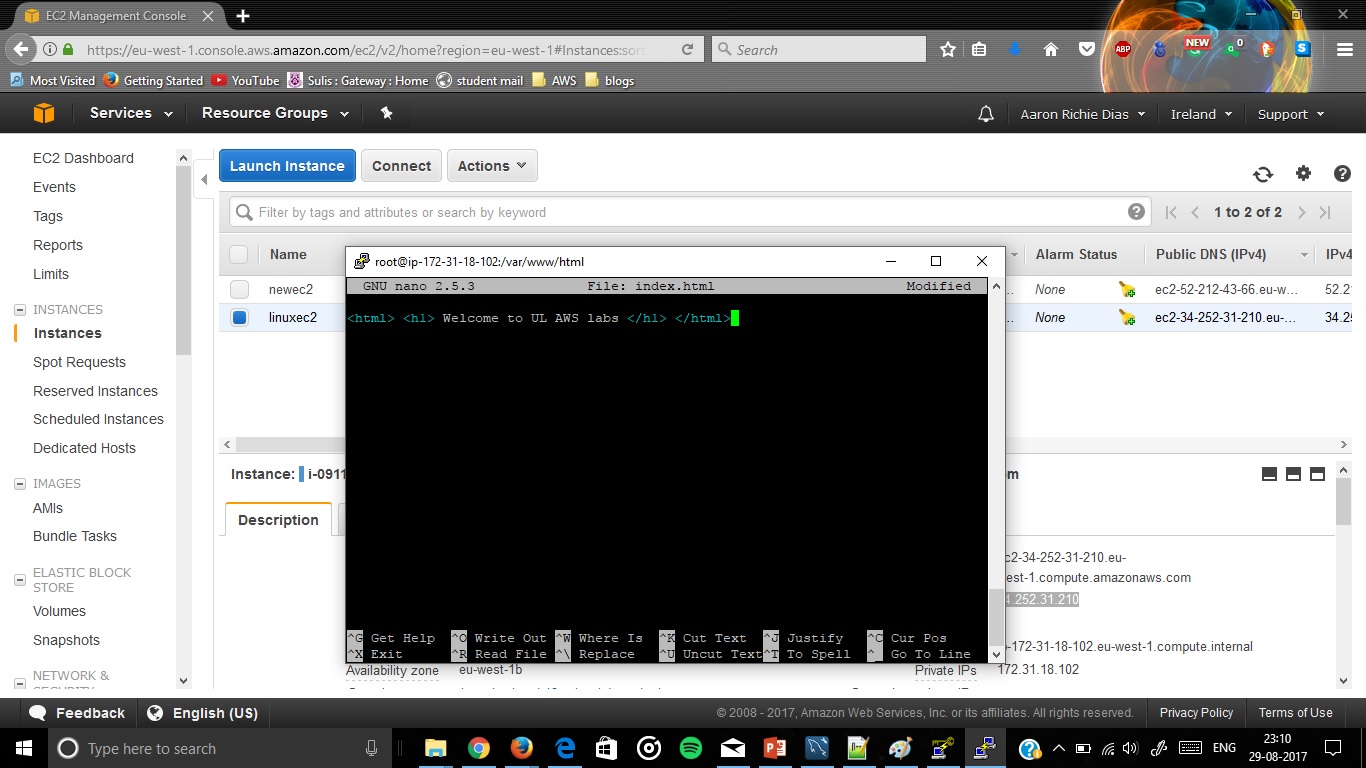 EC2 Management Console
https://eu-west-1.console.aws.amazon.com/ec2/v2/home?region=eu-west-1#Instances:sort
Search
ABP
NEW
0
S
Most Visited Getting Started YouTube Sulis : Gateway : Home student mail AWS blogs
Services Resource Groups Aaron Richie Dias Ireland Support
EC2 Dashboard
Events
Tags
Reports
Limits
INSTANCES
Instances
Spot Requests
Reserved Instances
Scheduled Instances
Dedicated Hosts
IMAGES
AMIs
Bundle Tasks
ELASTIC BLOCK
STORE
Volumes
Snapshots
NETWORK &
Launch Instance Connect Actions
Filter by tags and attributes or search by keyword
1 to 2 of 2
Name Alarm Status Public DNS (IPv4) IPv4
newec2 None ec2-52-212-43-66.eu-w... 52.2
linuxec2 None ec2-34-252-31-210.eu-... 34.25
root@ip-172-31-18-102:/var/www/html
GNU nano 2.5.3 File: index.html Modified
<html> <h1> Welcome to UL AWS labs </h1> </html>
^G Get Help ^O Write Out ^W Where Is ^K Cut Text ^J Justify ^C Cur Pos
^X Exit ^R Read File ^\ Replace ^U Uncut Text ^T To Spell ^_ Go To Line
Instance: i-0911
om
Description
c2-34-252-31-210.eu-
est-1.compute.amazonaws.com
4.252.31.210
-172-31-18-102.eu-west-1.compute.internal
Availability zone eu-west-1b Private IPs 172.31.18.102
Feedback English (US) © 2008 - 2017, Amazon Web Services, Inc. or its affiliates. All rights reserved. Privacy Policy Terms of Use
Type here to search
ENG
23:10
29-08-2017